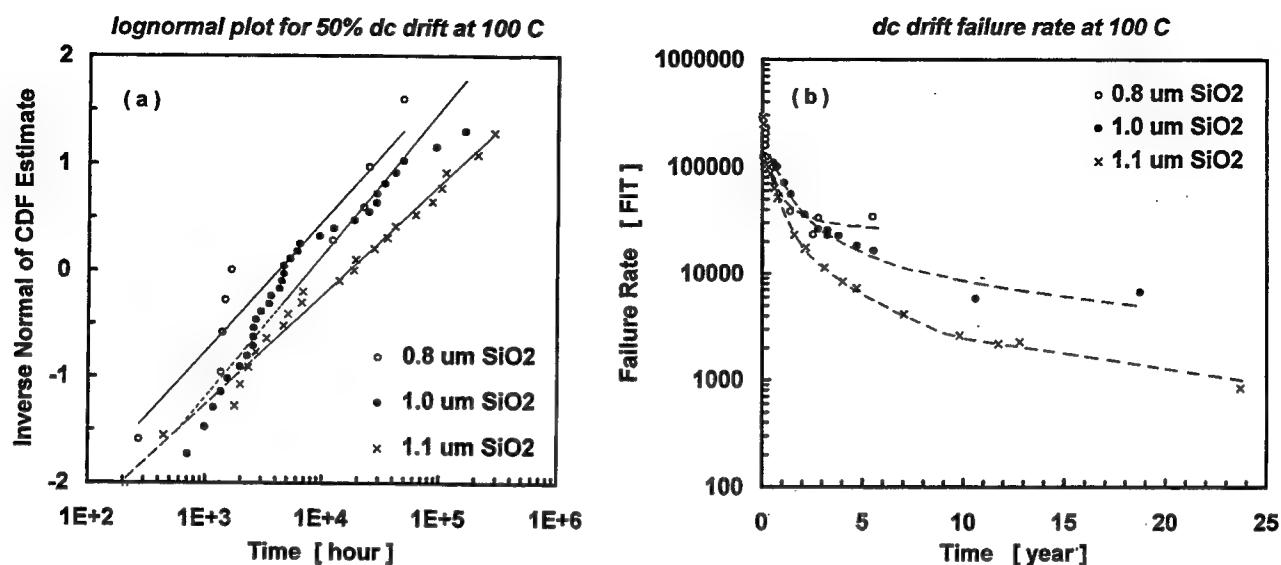 lognormal plot for 50% dc drift at 100 C
2
1
0
-1
-2
Inverse Normal of CDF Estimate
( a )
0.8 um SiO2
1.0 um SiO2
1.1 um SiO2
1E+2 1E+3 1E+4 1E+5 1E+6
Time [ hour ]
dc drift failure rate at 100 C
1000000
100000
10000
1000
100
Failure Rate [ FIT ]
( b )
0.8 um SiO2
1.0 um SiO2
1.1 um SiO2
0 5 10 15 20 25
Time [ year ]